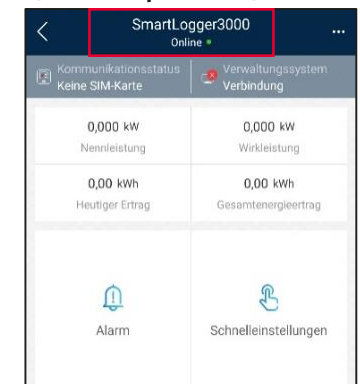 SmartLogger3000
Online
Kommunikationsstatus
Keine SIM-Karte
Verwaltungssystem
Verbindung
0,000 kW
Nennleistung
0,000 kW
Wirkleistung
0,00 kWh
Heutiger Ertrag
0,00 kWh
Gesamtenergieertrag
Alarm
Schnelleinstellungen